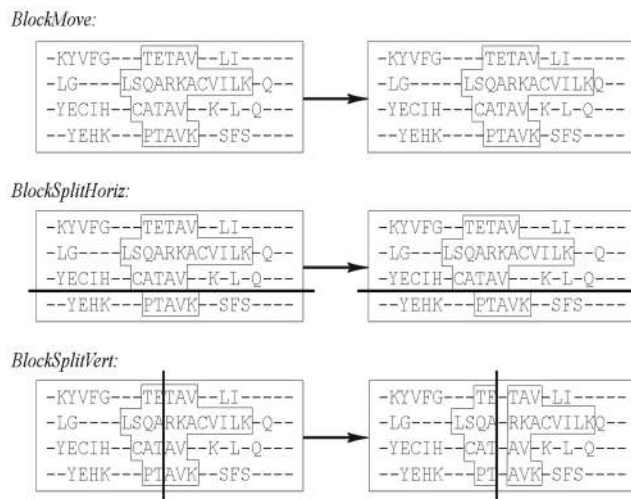 BlockMove:
-KYVFG---TETAV--LI----- -KYVFG----TETAV-LI-----
-LG----LSQARKACVILK-Q-- -LG-----LSQARKACVILKQ--
-YECIH--CATAV--K-L-Q--- -YECIH---CATAV-K-L-Q---
--YEHK---PTAVK--SFS---- --YEHK----PTAVK-SFS----
BlockSplitHoriz:
-KYVFG---TETAV--LI----- -KYVFG--TETAV---LI-----
-LG----LSQARKACVILK-Q-- -LG---LSQARKACVILK--Q--
-YECIH--CATAV--K-L-Q--- -YECIH-CATAV---K-L-Q---
--YEHK---PTAVK--SFS---- --YEHK---PTAVK--SFS----
BlockSplitVert:
-KYVFG---TETAV--LI----- -KYVFG---TE-TAV-LI-----
-LG----LSQARKACVILK-Q-- -LG----LSQA-RKACVILKQ--
-YECIH--CATAV--K-L-Q--- -YECIH--CAT-AV-K-L-Q---
--YEHK---PTAVK--SFS---- --YEHK---PT-AVK-SFS----